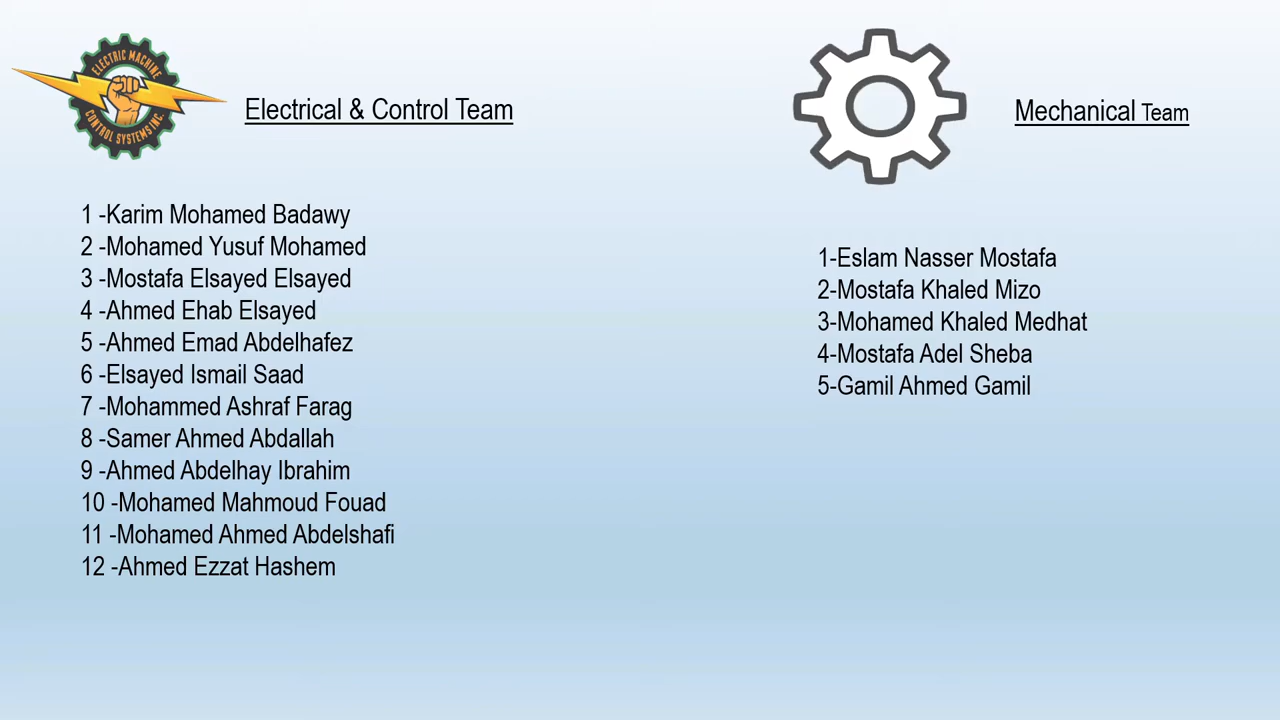 ELECTRIC MACHINE
CONTROL SYSTEMS INC.
Electrical & Control Team
1 -Karim Mohamed Badawy
2 -Mohamed Yusuf Mohamed
3 -Mostafa Elsayed Elsayed
4 -Ahmed Ehab Elsayed
5 -Ahmed Emad Abdelhafez
6 -Elsayed Ismail Saad
7 -Mohammed Ashraf Farag
8 -Samer Ahmed Abdallah
9 -Ahmed Abdelhay Ibrahim
10 -Mohamed Mahmoud Fouad
11 -Mohamed Ahmed Abdelshafi
12 -Ahmed Ezzat Hashem
Mechanical Team
1-Eslam Nasser Mostafa
2-Mostafa Khaled Mizo
3-Mohamed Khaled Medhat
4-Mostafa Adel Sheba
5-Gamil Ahmed Gamil